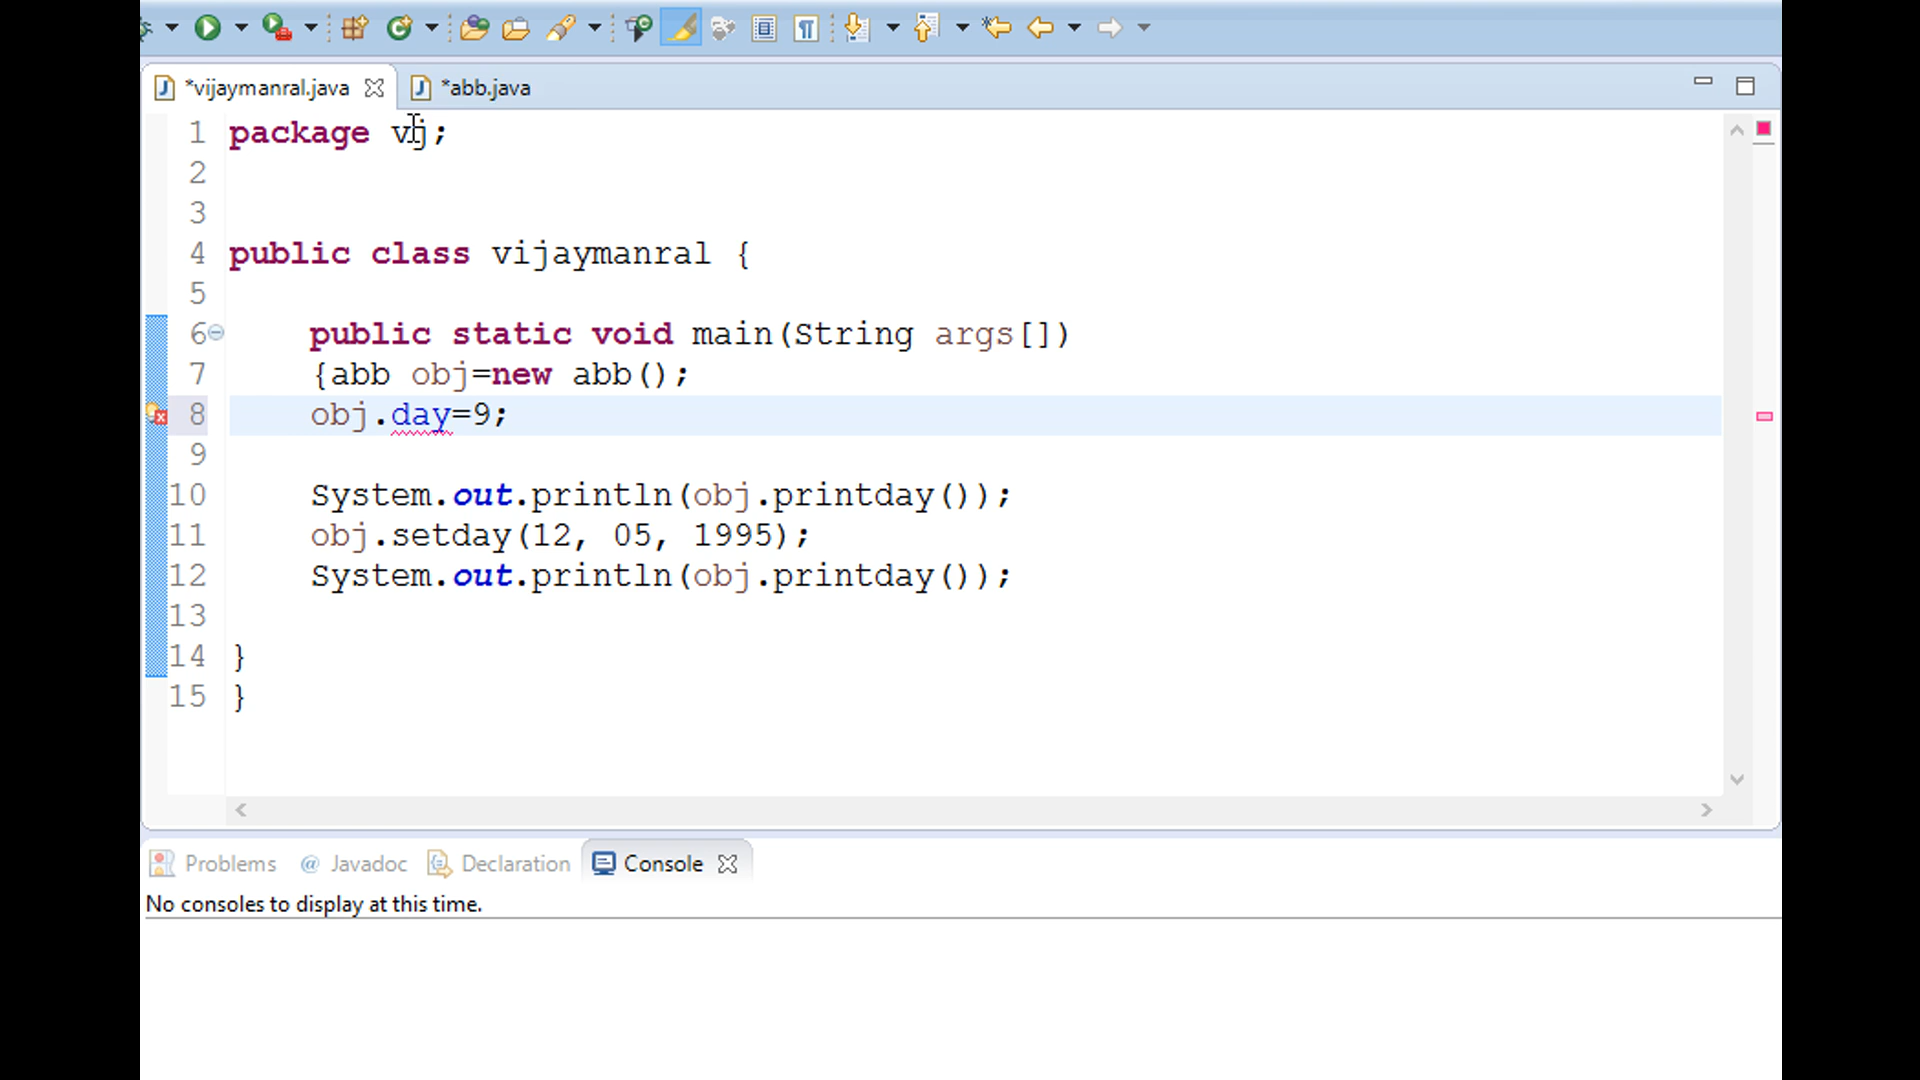 *vijaymanral.java
*abb.java
1 package vj;
2
3
4 public class vijaymanral {
5
6 public static void main(String args[])
7 {abb obj=new abb();
8 obj.day=9;
9
10 System.out.println(obj.printday());
11 obj.setday(12, 05, 1995);
12 System.out.println(obj.printday());
13
14 }
15 }
Problems @ Javadoc Declaration Console
No consoles to display at this time.